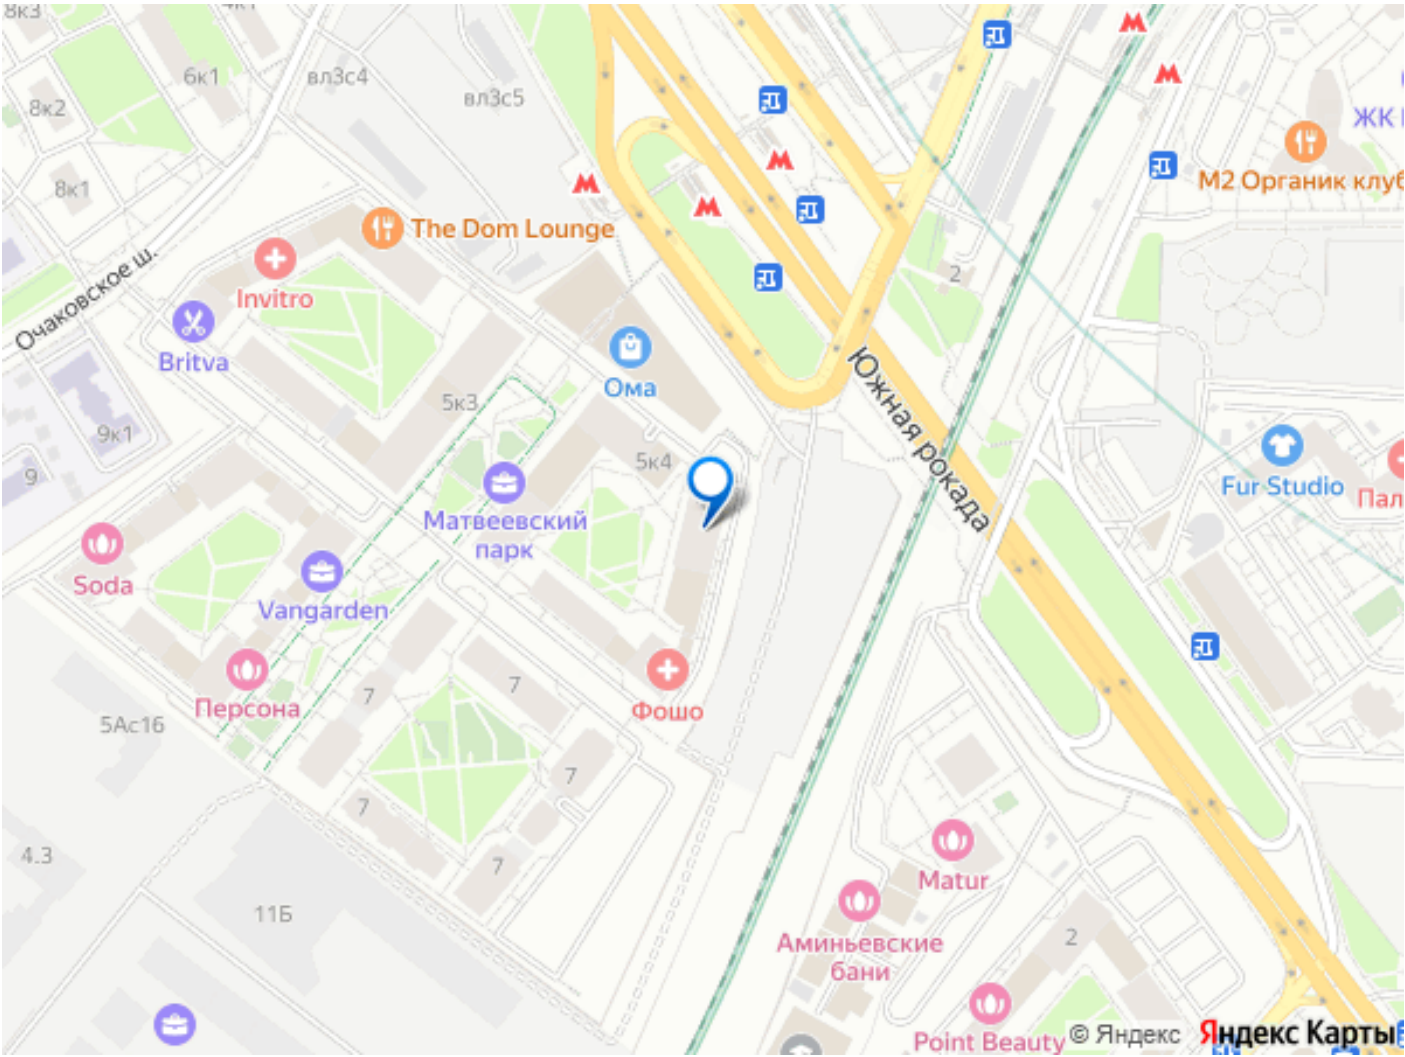 8к3
4к1
6к1
вл3с4
вл3с5
8к2
8к1
ЖК
М2 Органик клуб
The Dom Lounge
Invitro
Очаковское ш.
Britva
2
Ома
5к3
Южная рокада
9к1
9
5к4
Fur Studio
Пал
Матвеевский
парк
Soda
Vangarden
Персона
7
7
Фошо
5Ас16
7
7
7
4.3
11Б
Matur
Аминьевские
бани
2
Point Beauty
© Яндекс
Яндекс Карты